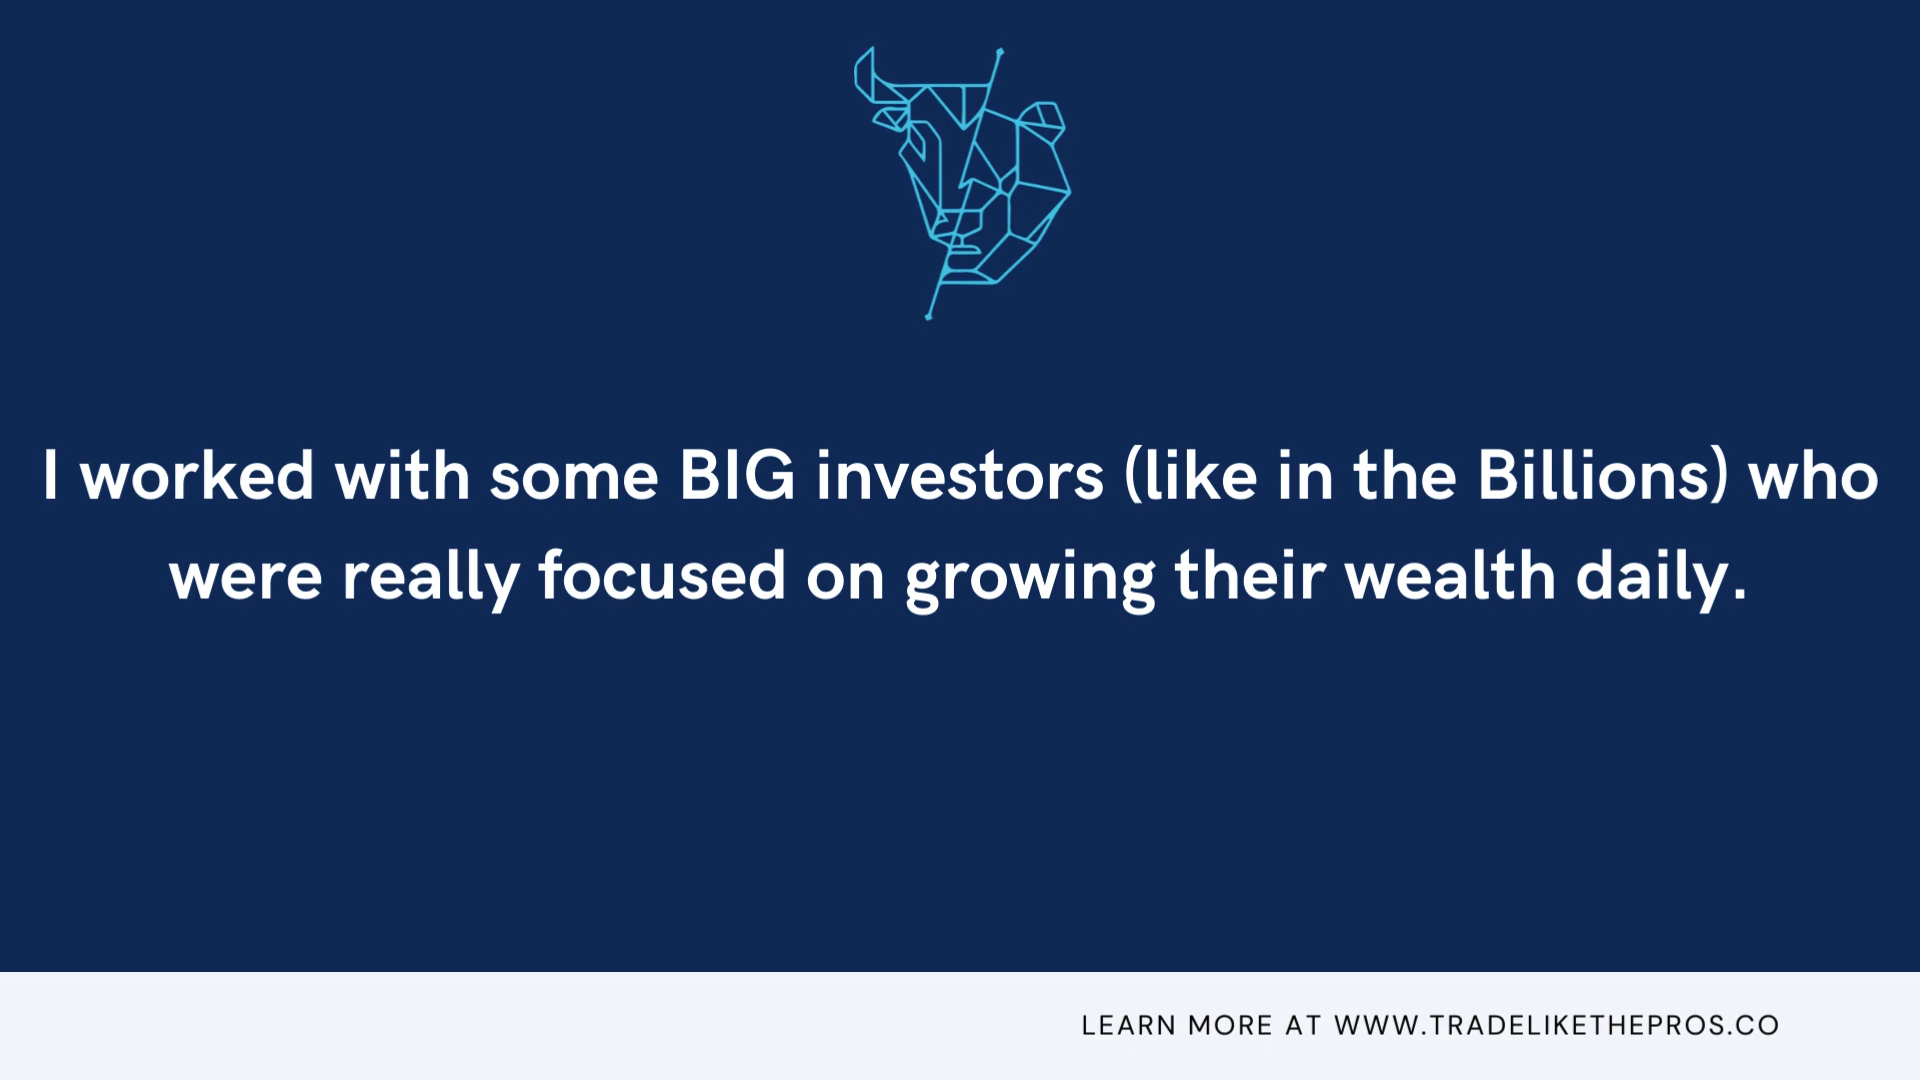 I worked with some BIG investors (like in the Billions) who
were really focused on growing their wealth daily.
LEARN MORE AT WWW.TRADELIKETHEPROS.CO